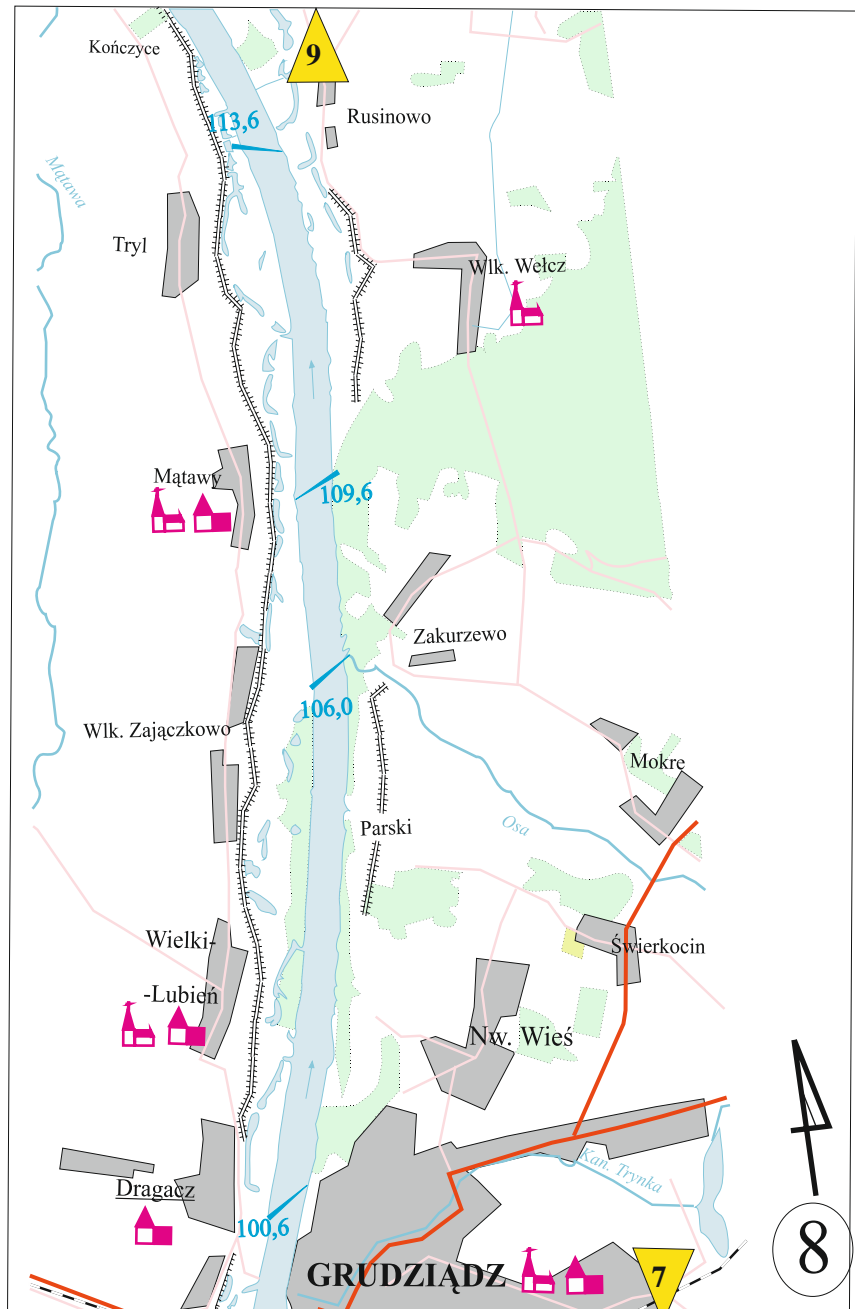 Kończyce
9
Rusinowo
113,6
Mątawa
Tryl
Wlk. Wełcz
Mątawy
109,6
Zakurzewo
106,0
Wlk. Zajączkowo
Mokre
Osa
Parski
Wielki-
-Lubień
Świerkocin
Nw. Wieś
Kan. Trynka
Dragacz
100,6
GRUDZIĄDZ
7
8